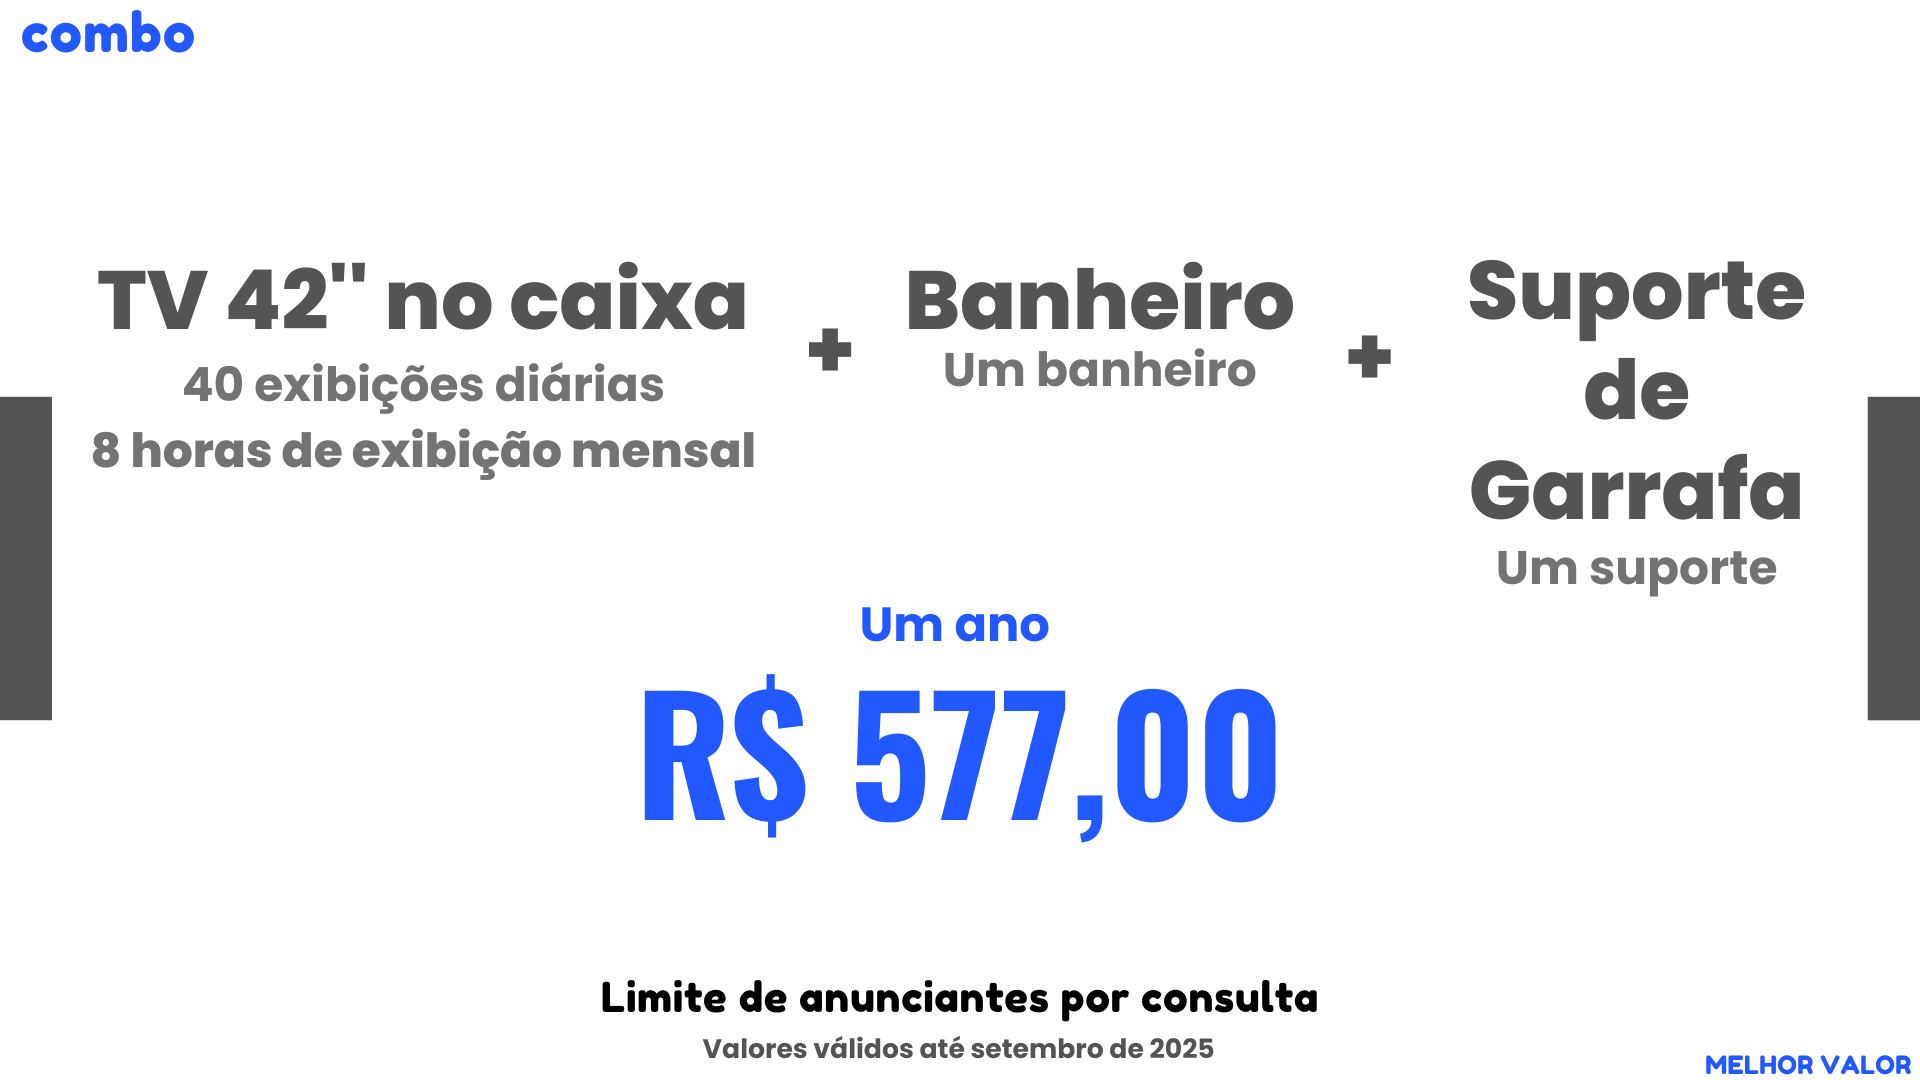 combo
TV 42" no caixa
40 exibições diárias
8 horas de exibição mensal
+
Banheiro
Um banheiro
+
Suporte
de
Garrafa
Um suporte
Um ano
R$ 577,00
Limite de anunciantes por consulta
Valores válidos até setembro de 2025
MELHOR VALOR